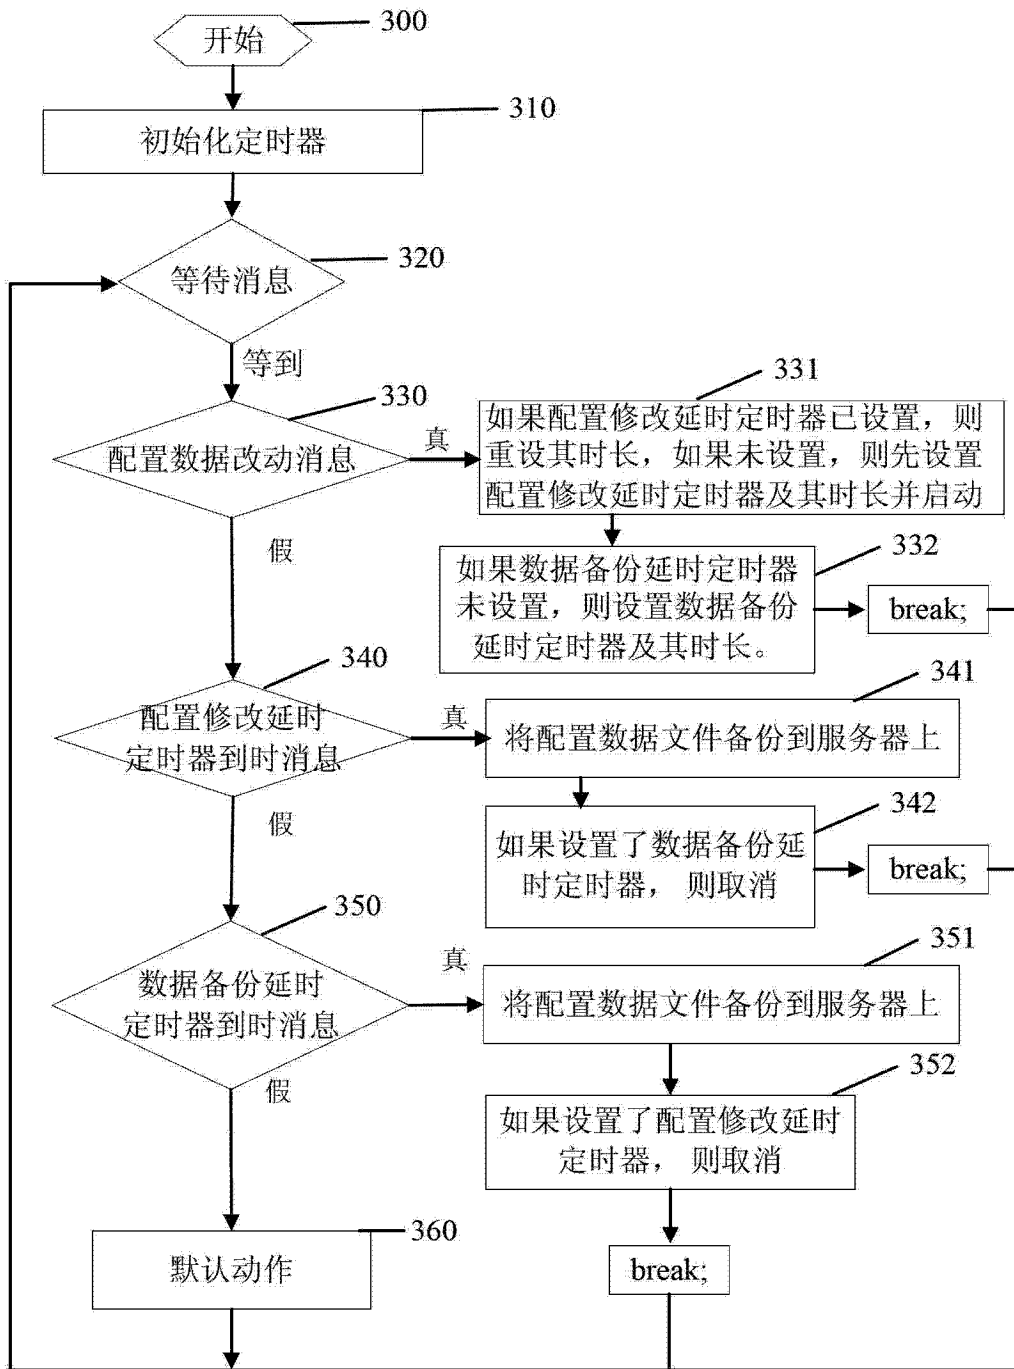 开始
300
初始化定时器
310
等待消息
320
等到
配置数据改动消息
330
真
如果配置修改延时定时器已设置，则
重设其时长，如果未设置，则先设置
配置修改延时定时器及其时长并启动
331
假
如果数据备份延时定时器
未设置，则设置数据备份
延时定时器及其时长。
332
break;
配置修改延时
定时器到时消息
340
真
将配置数据文件备份到服务器上
341
假
如果设置了数据备份延
时定时器， 则取消
342
break;
数据备份延时
定时器到时消息
350
真
将配置数据文件备份到服务器上
351
假
如果设置了配置修改延时
定时器， 则取消
352
默认动作
360
break;